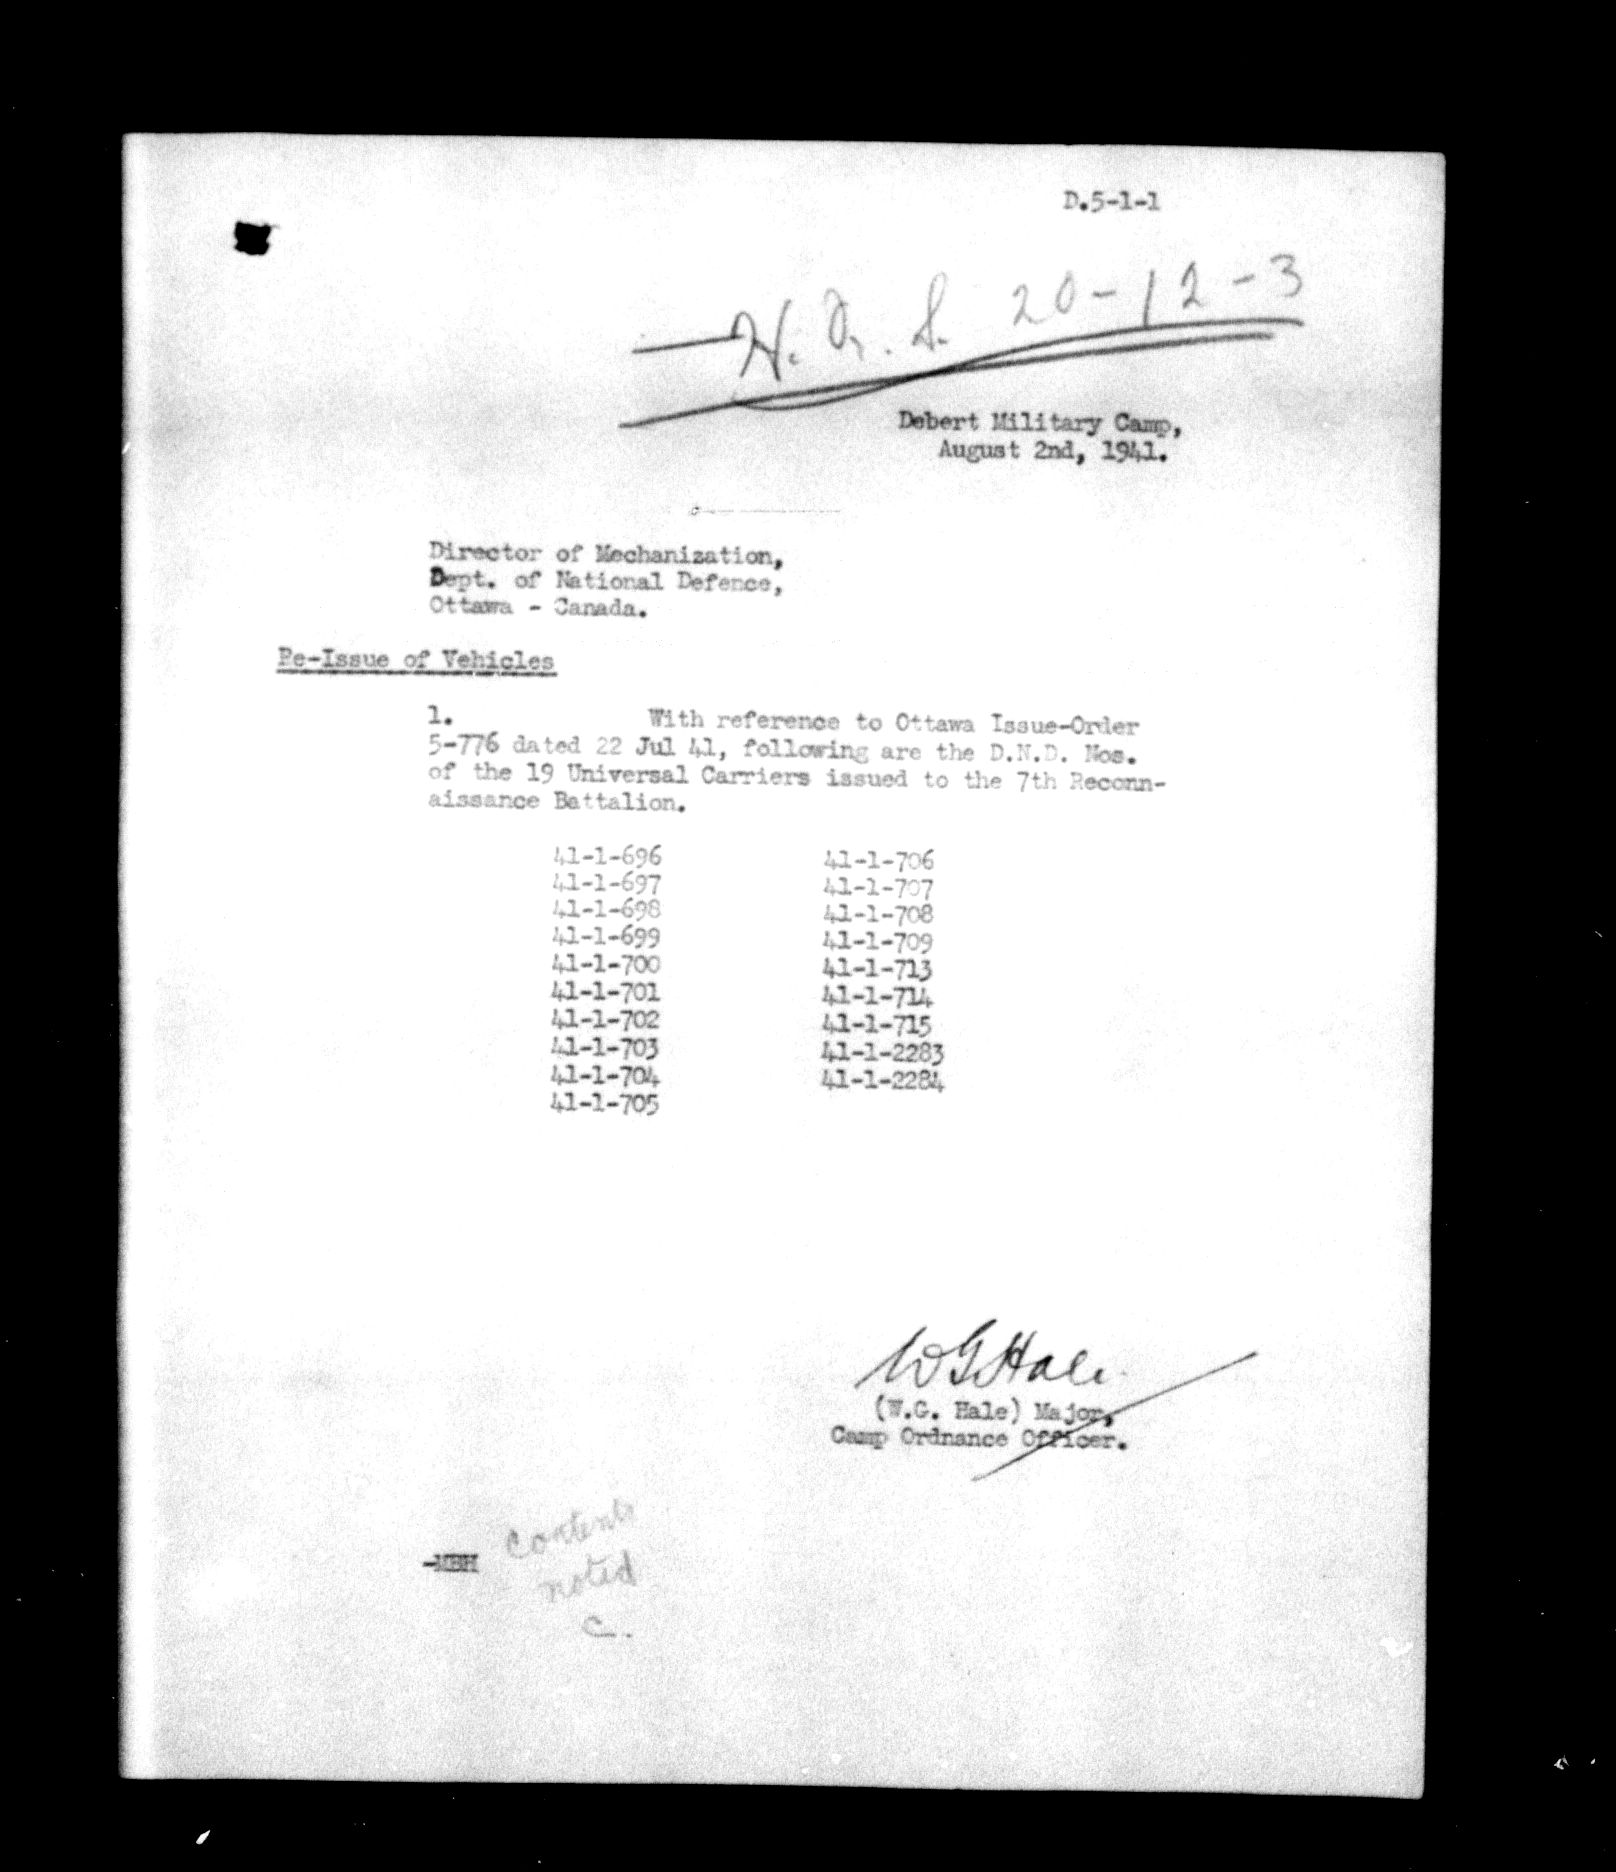 D.5-1-1
H.Q.S. 20-12-3
Debert Military Camp,
August 2nd, 1941.
Director of Mechanization,
Dept. of National Defence,
Ottawa - Canada.
Re-Issue of Vehicles
1. With reference to Ottawa Issue-Order
5-776 dated 22 Jul 41, following are the D.N.D. Nos.
of the 19 Universal Carriers issued to the 7th Reconn-
aissance Battalion.
41-1-696 41-1-706
41-1-697 41-1-707
41-1-698 41-1-708
41-1-699 41-1-709
41-1-700 41-1-713
41-1-701 41-1-714
41-1-702 41-1-715
41-1-703 41-1-2283
41-1-704 41-1-2284
41-1-705
WGHale
(W.G. Hale) Major,
Camp Ordnance Officer.
-MBH
contents
noted
C.